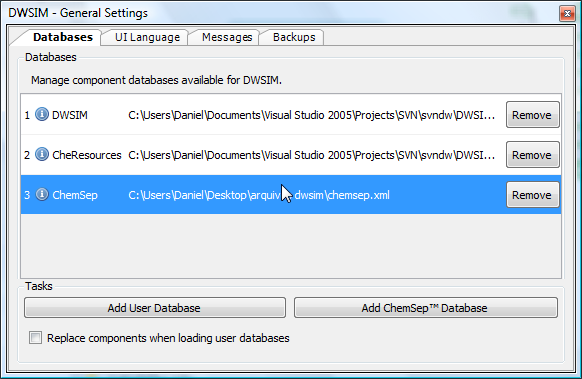 DWSIM - General Settings
Databases UI Language Messages Backups
Databases
Manage component databases available for DWSIM.
1 DWSIM C:\Users\Daniel\Documents\Visual Studio 2005\Projects\SVN\svndw\DWSI... Remove
2 CheResources C:\Users\Daniel\Documents\Visual Studio 2005\Projects\SVN\svndw\DWSI... Remove
3 ChemSep C:\Users\Daniel\Desktop\arquiv dwsim\chemsep.xml Remove
Tasks
Add User Database Add ChemSep™ Database
Replace components when loading user databases